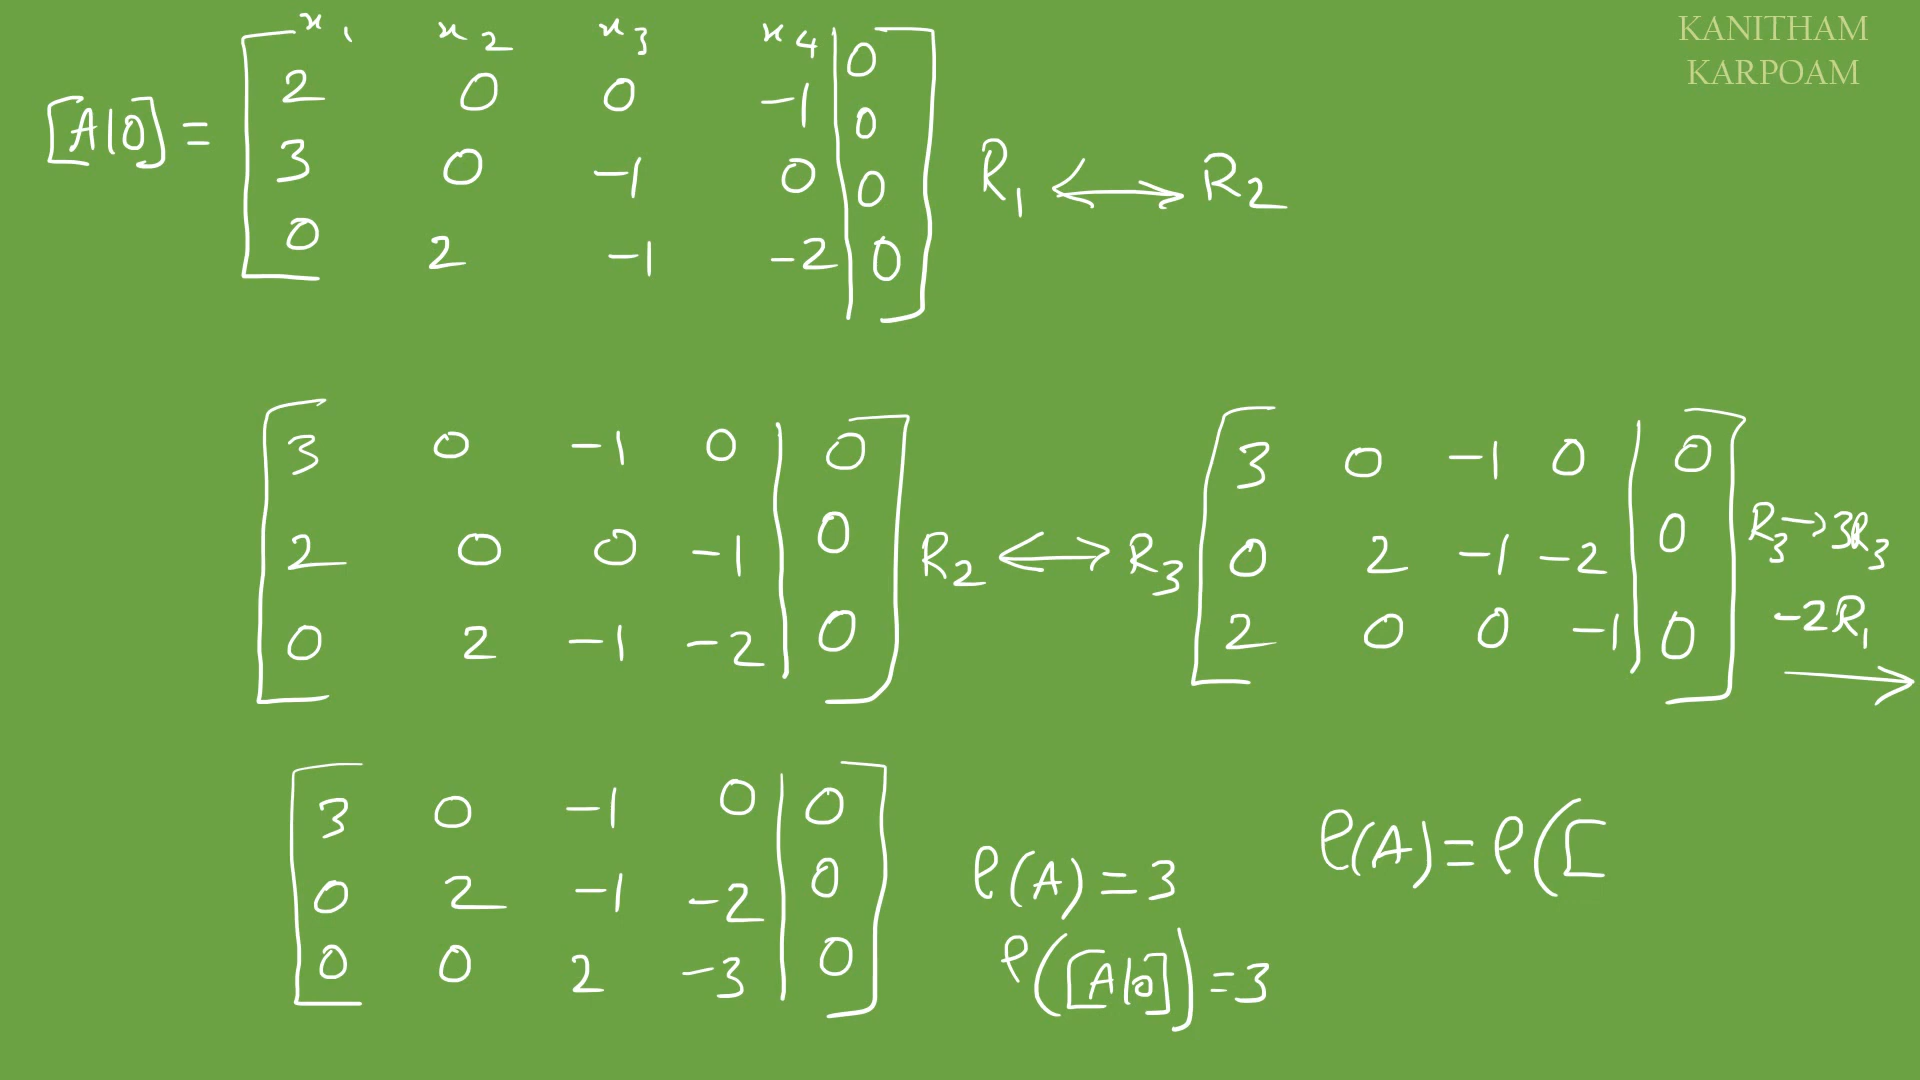 KANITHAM
KARPOAM
x1 x2 x3 x4
[A|0] = [ 2 0 0 -1 | 0
3 0 -1 0 | 0
0 2 -1 -2 | 0
0 ] R1 ↔ R2
[ 3 0 -1 0 | 0
2 0 0 -1 | 0
0 2 -1 -2 | 0 ] R2 ↔ R3
[ 3 0 -1 0 | 0
0 2 -1 -2 | 0
2 0 0 -1 | 0 ] R3 → 3R3
-2R1
→
[ 3 0 -1 0 | 0
0 2 -1 -2 | 0
0 0 2 -3 | 0 ]
ρ(A) = 3
ρ([A|0]) = 3
ρ(A) = ρ([